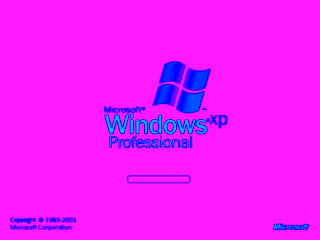 Microsoft®
Windows xp
Professional
Copyright © 1985-2001
Microsoft Corporation
Microsoft